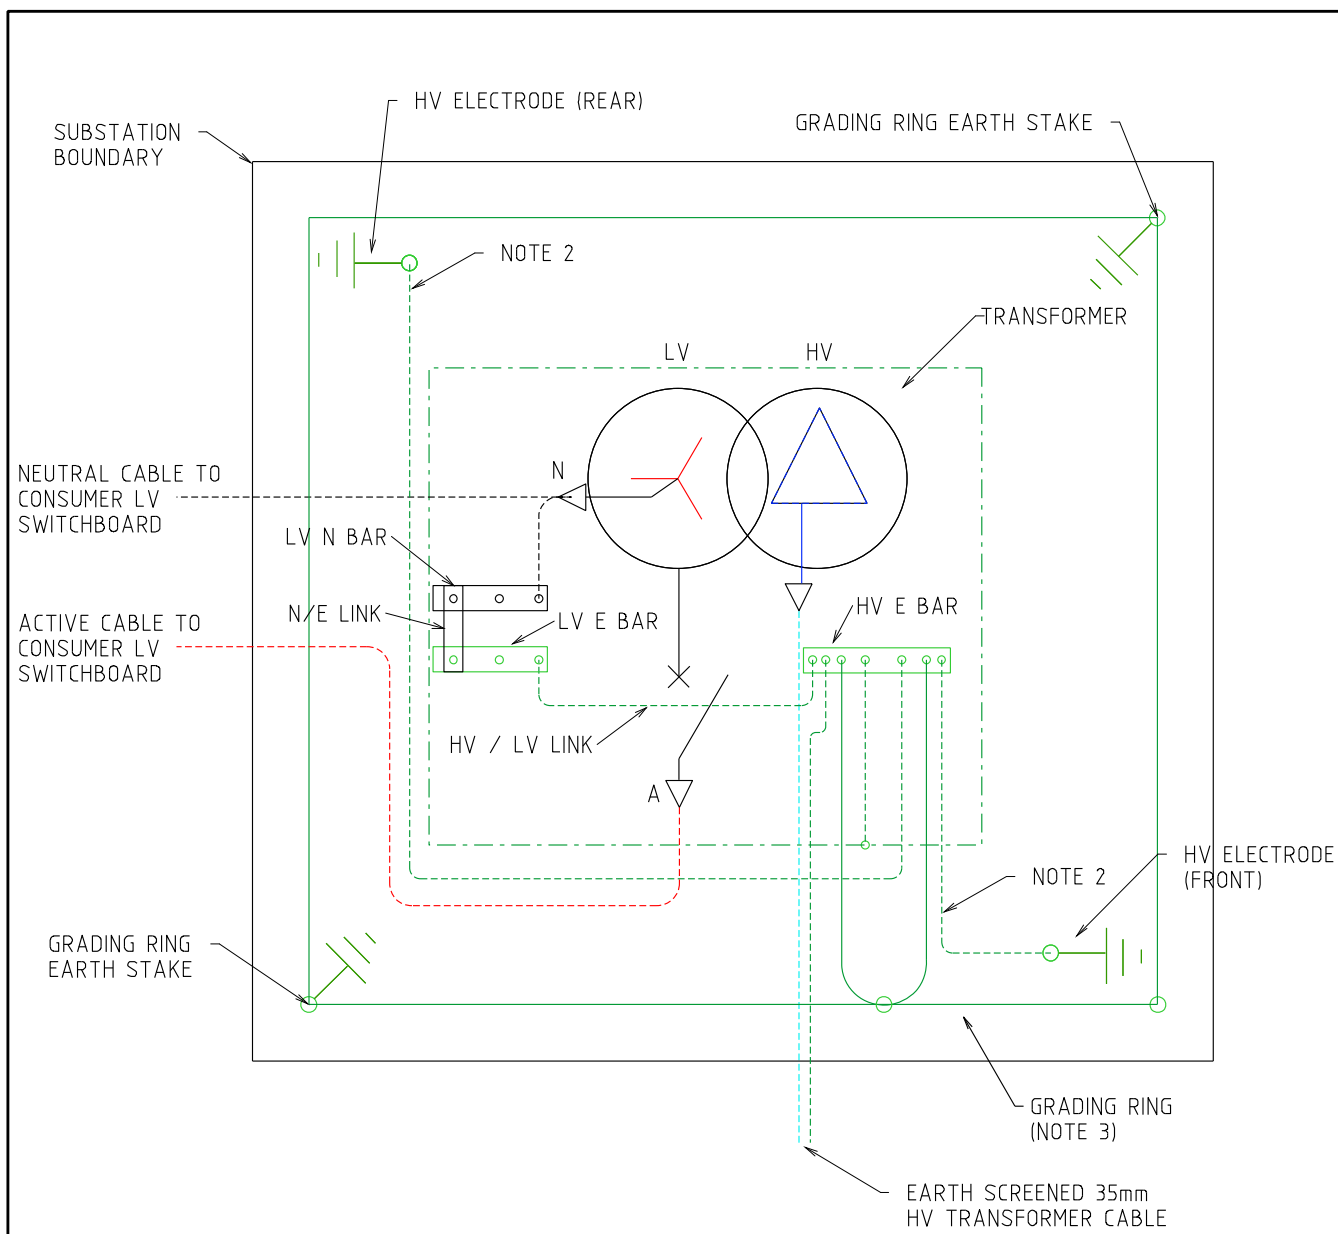 HV ELECTRODE (REAR)
GRADING RING EARTH STAKE
SUBSTATION
BOUNDARY
NOTE 2
TRANSFORMER
LV
HV
N
NEUTRAL CABLE TO
CONSUMER LV
SWITCHBOARD
LV N BAR
N/E LINK
LV E BAR
HV E BAR
ACTIVE CABLE TO
CONSUMER LV
SWITCHBOARD
HV / LV LINK
A
NOTE 2
HV ELECTRODE
(FRONT)
GRADING RING
EARTH STAKE
GRADING RING
(NOTE 3)
EARTH SCREENED 35mm
HV TRANSFORMER CABLE